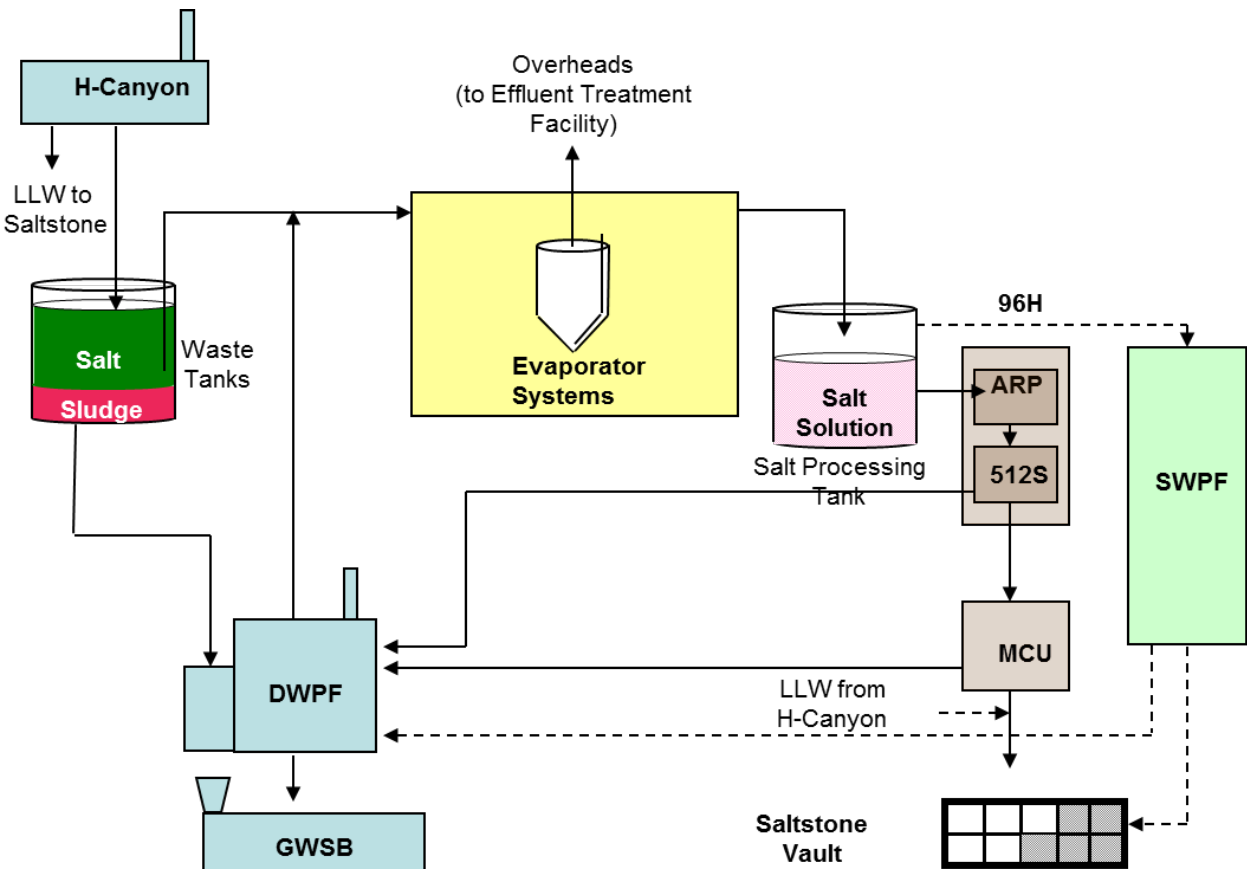 H-Canyon
Overheads
(to Effluent Treatment
Facility)
LLW to
Saltstone
Salt
Sludge
Waste
Tanks
Evaporator
Systems
96H
Salt
Solution
Salt Processing
Tank
ARP
512S
SWPF
MCU
DWPF
LLW from
H-Canyon
GWSB
Saltstone
Vault